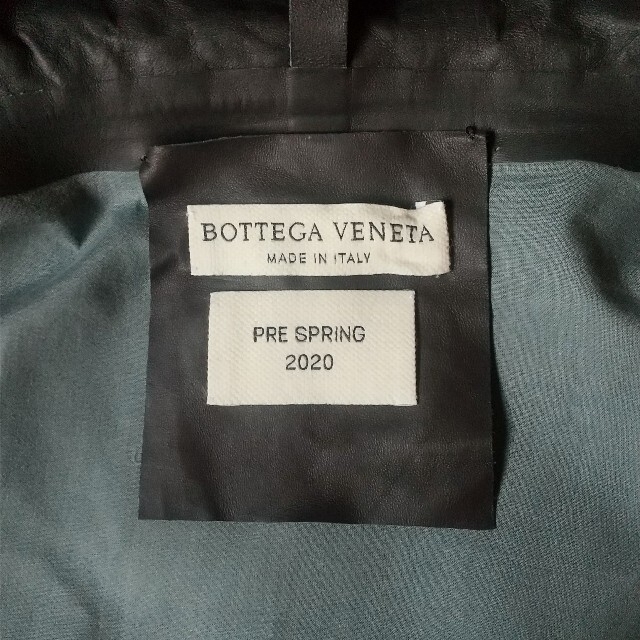 BOTTEGA VENETA
MADE IN ITALY
PRE SPRING
2020